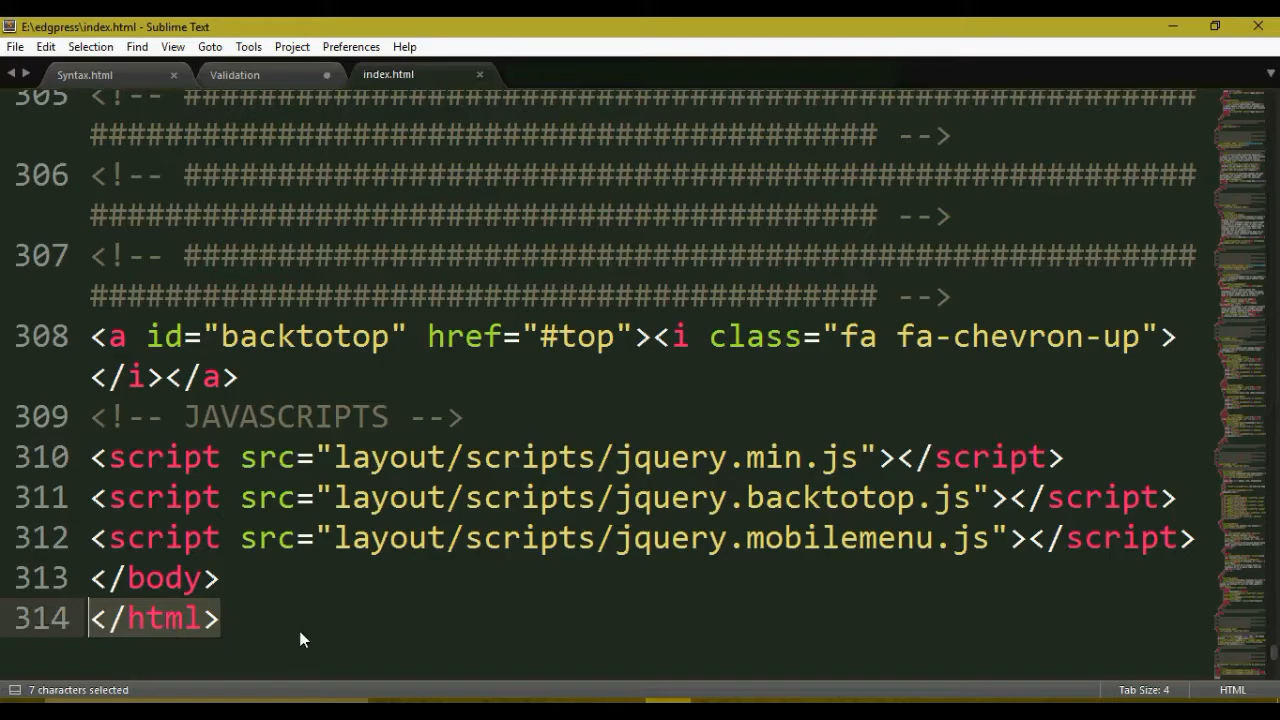 E:\edgpress\index.html - Sublime Text
File Edit Selection Find View Goto Tools Project Preferences Help
Syntax.html × Validation index.html ×
305 <!-- ######################################################
########################################## -->
306 <!-- ######################################################
########################################## -->
307 <!-- ######################################################
########################################## -->
308 <a id="backtotop" href="#top"><i class="fa fa-chevron-up">
</i></a>
309 <!-- JAVASCRIPTS -->
310 <script src="layout/scripts/jquery.min.js"></script>
311 <script src="layout/scripts/jquery.backtotop.js"></script>
312 <script src="layout/scripts/jquery.mobilemenu.js"></script>
313 </body>
314 </html>
7 characters selected Tab Size: 4 HTML